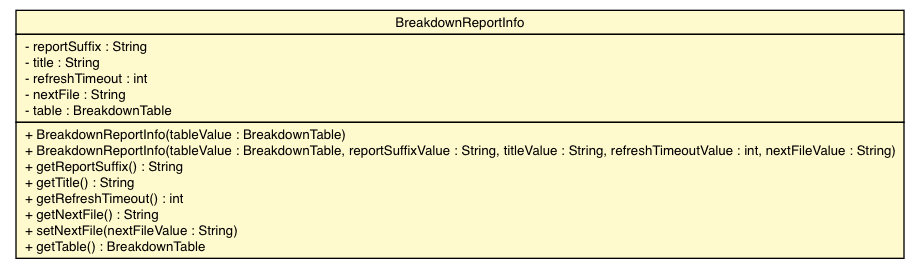 BreakdownReportInfo
- reportSuffix : String
- title : String
- refreshTimeout : int
- nextFile : String
- table : BreakdownTable
+ BreakdownReportInfo(tableValue : BreakdownTable)
+ BreakdownReportInfo(tableValue : BreakdownTable, reportSuffixValue : String, titleValue : String, refreshTimeoutValue : int, nextFileValue : String)
+ getReportSuffix() : String
+ getTitle() : String
+ getRefreshTimeout() : int
+ getNextFile() : String
+ setNextFile(nextFileValue : String)
+ getTable() : BreakdownTable